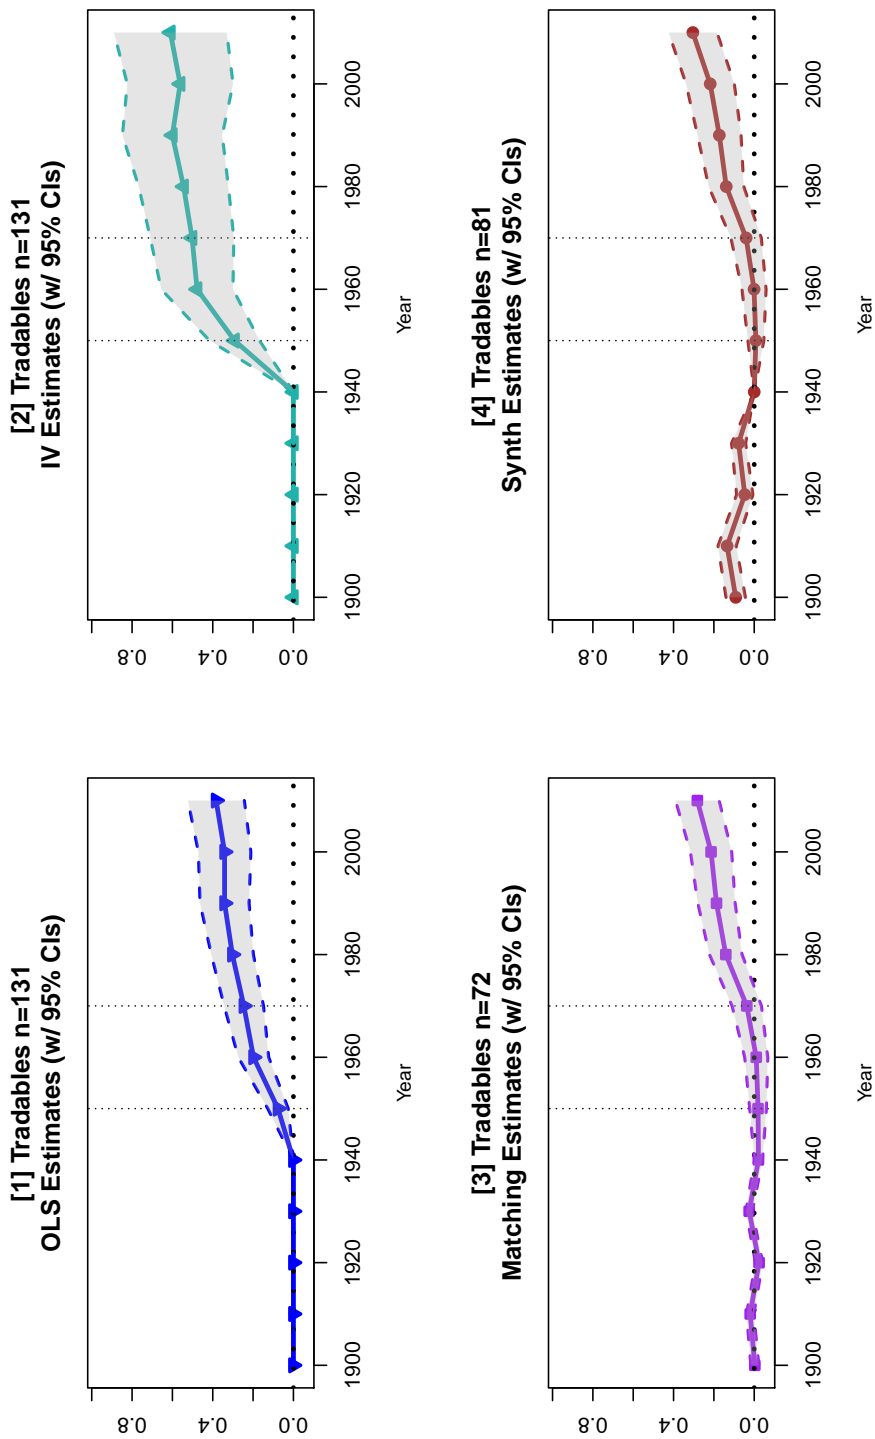 [1] Tradables n=131
OLS Estimates (w/ 95% CIs)
0.0 0.4 0.8
1900 1920 1940 1960 1980 2000
Year
[2] Tradables n=131
IV Estimates (w/ 95% CIs)
0.0 0.4 0.8
1900 1920 1940 1960 1980 2000
Year
[3] Tradables n=72
Matching Estimates (w/ 95% CIs)
0.0 0.4 0.8
1900 1920 1940 1960 1980 2000
Year
[4] Tradables n=81
Synth Estimates (w/ 95% CIs)
0.0 0.4 0.8
1900 1920 1940 1960 1980 2000
Year